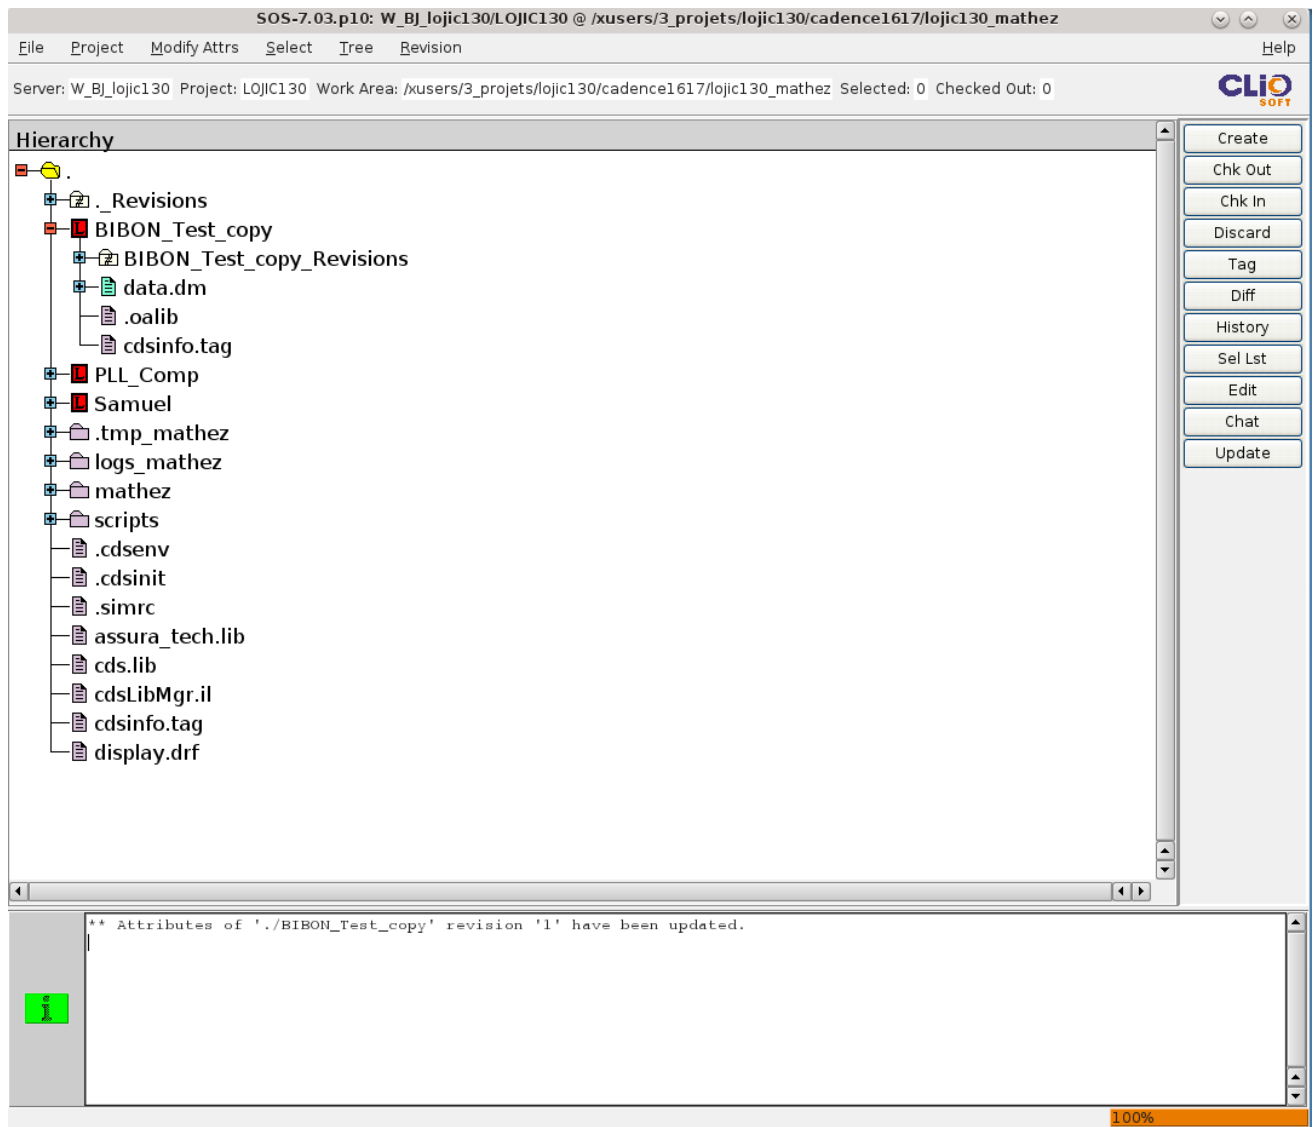 SOS-7.03.p10: W_BJ_lojic130/LOJIC130 @ /xusers/3_projets/lojic130/cadence1617/lojic130_mathez
File Project Modify Attrs Select Tree Revision Help
Server: W_BJ_lojic130 Project: LOJIC130 Work Area: /xusers/3_projets/lojic130/cadence1617/lojic130_mathez Selected: 0 Checked Out: 0
CLiO
SOFT
Hierarchy
.
._Revisions
BIBON_Test_copy
BIBON_Test_copy_Revisions
data.dm
.oalib
cdsinfo.tag
PLL_Comp
Samuel
.tmp_mathez
logs_mathez
mathez
scripts
.cdsenv
.cdsinit
.simrc
assura_tech.lib
cds.lib
cdsLibMgr.il
cdsinfo.tag
display.drf
Create
Chk Out
Chk In
Discard
Tag
Diff
History
Sel Lst
Edit
Chat
Update
** Attributes of './BIBON_Test_copy' revision '1' have been updated.
100%